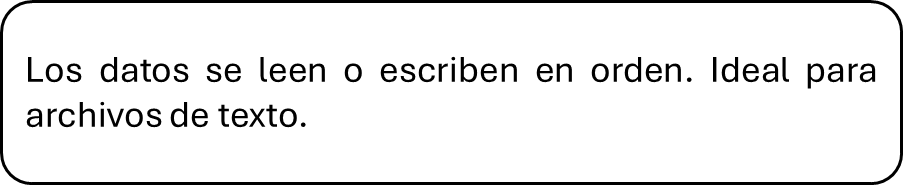 Los datos se leen o escriben en orden. Ideal para
archivos de texto.